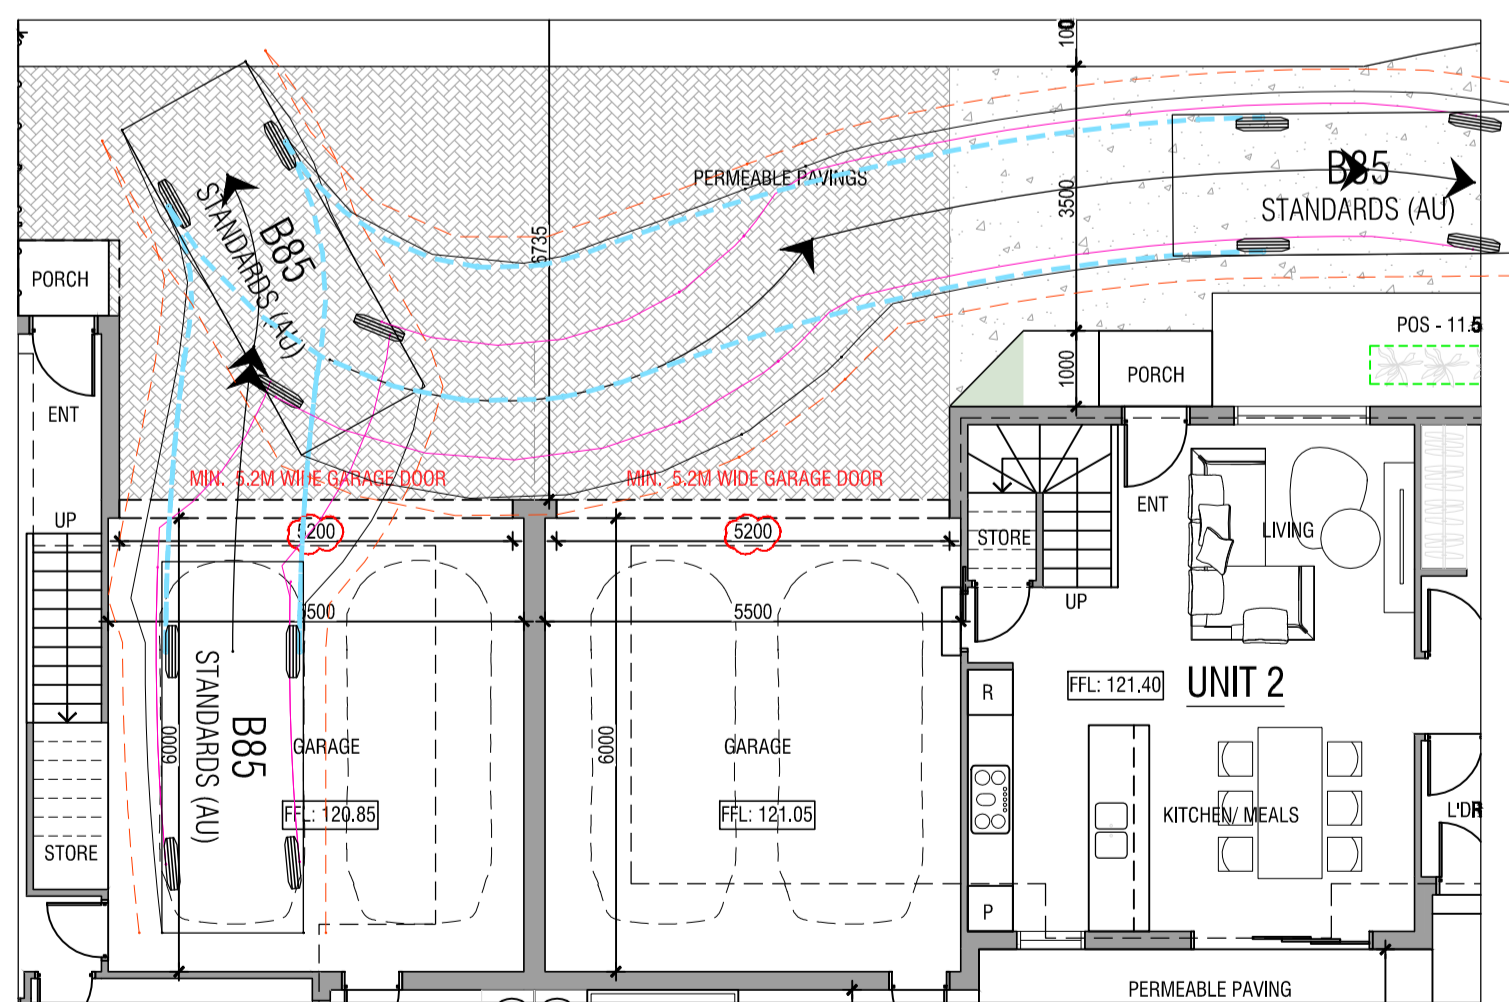 100
PERMEABLE PAVINGS
3500
B85
STANDARDS (AU)
B85
STANDARDS (AU)
6735
PORCH
POS - 11.5
1000
PORCH
ENT
MIN. 5.2M WIDE GARAGE DOOR
MIN. 5.2M WIDE GARAGE DOOR
ENT
UP
5200
5200
STORE
LIVING
UP
5500
5500
R
FFL: 121.40
UNIT 2
B85
STANDARDS (AU)
6000
GARAGE
6000
GARAGE
FFL: 120.85
FFL: 121.05
KITCHEN/ MEALS
STORE
P
PERMEABLE PAVING